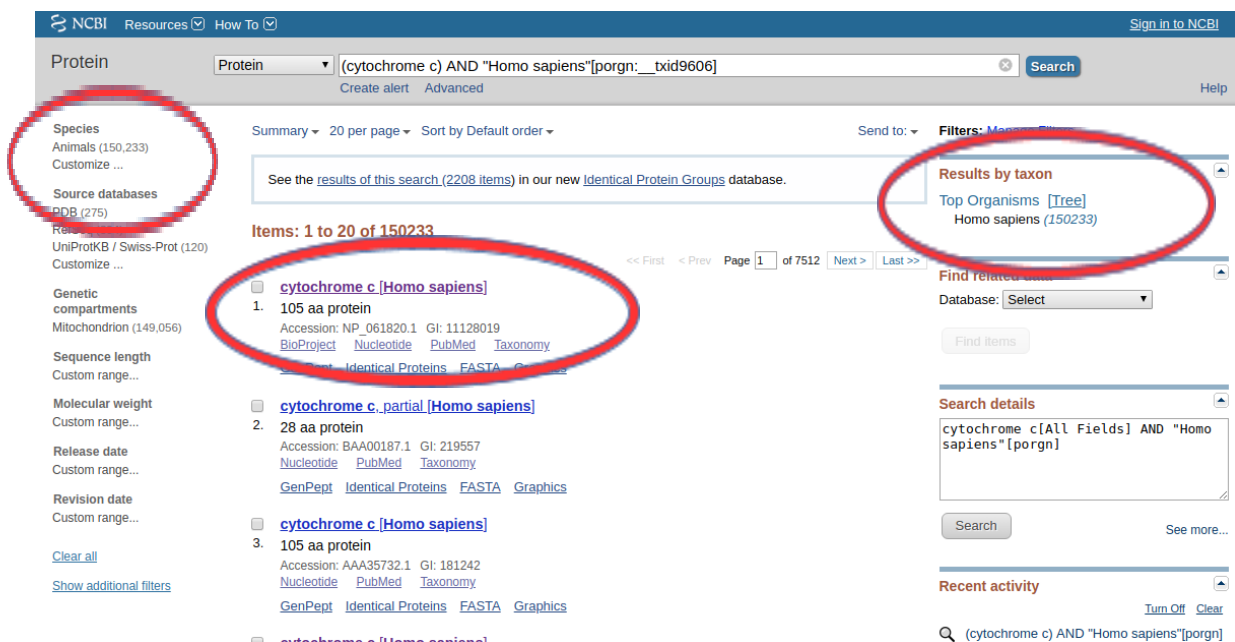 NCBI Resources How To Sign in to NCBI
Protein
Protein (cytochrome c) AND "Homo sapiens"[porgn:__txid9606] Search
Create alert Advanced
Help
Species
Animals (150,233)
Customize ...
Source databases
PDB (275)
UniProtKB / Swiss-Prot (120)
Customize ...
Genetic
compartments
Mitochondrion (149,056)
Sequence length
Custom range...
Molecular weight
Custom range...
Release date
Custom range...
Revision date
Custom range...
Clear all
Show additional filters
Summary 20 per page Sort by Default order Send to:
See the results of this search (2208 items) in our new Identical Protein Groups database.
Items: 1 to 20 of 150233
<< First < Prev Page 1 of 7512 Next > Last >>
cytochrome c [Homo sapiens]
1. 105 aa protein
Accession: NP_061820.1 GI: 11128019
BioProject Nucleotide PubMed Taxonomy
GenPept Identical Proteins FASTA Graphics
cytochrome c, partial [Homo sapiens]
2. 28 aa protein
Accession: BAA00187.1 GI: 219557
Nucleotide PubMed Taxonomy
GenPept Identical Proteins FASTA Graphics
cytochrome c [Homo sapiens]
3. 105 aa protein
Accession: AAA35732.1 GI: 181242
Nucleotide PubMed Taxonomy
GenPept Identical Proteins FASTA Graphics
cytochrome c [Homo sapiens]
Filters: Manage Filters
Results by taxon
Top Organisms [Tree]
Homo sapiens (150233)
Find related data
Database: Select
Find items
Search details
cytochrome c[All Fields] AND "Homo
sapiens"[porgn]
Search
See more...
Recent activity
Turn Off Clear
(cytochrome c) AND "Homo sapiens"[porgn]